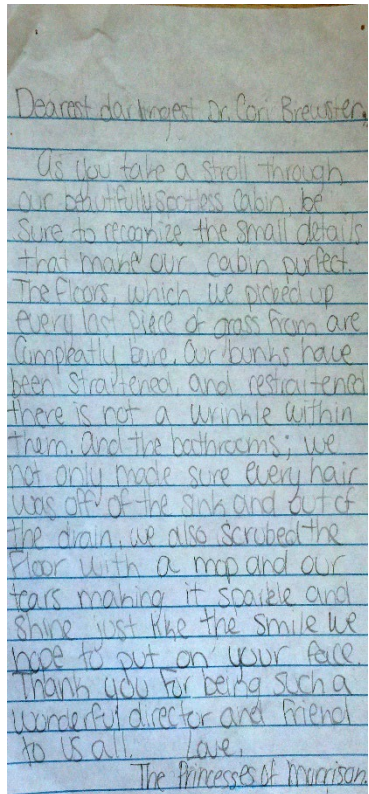 Dearest darlingest Dr. Cori Brewster,
As you take a stroll through
our beautfully spotless cabin, be
Sure to recognize the small details
that make our cabin purfect.
The floors, which we picked up
every last piece of grass from are
Compleatly bare. Our bunks have
been straitened and restraitened
there is not a wrinkle within
them. And the bathrooms; we
not only made sure every hair
was off of the sink and out of
the drain, we also scrubed the
Floor with a mop and our
tears making it sparkle and
Shine just like the smile we
hope to put on your face.
Thank you for being such a
wonderful director and friend
to us all. Love,
The Princesses of Morrison.